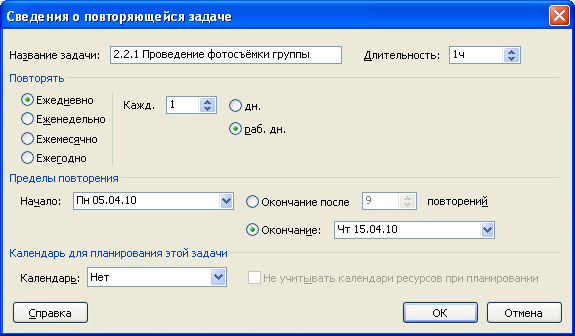 Сведения о повторяющейся задаче
Название задачи: 2.2.1 Проведение фотосъёмки группы Длительность: 1ч
Повторять
Ежедневно
Еженедельно
Ежемесячно
Ежегодно
Кажд. 1 дн.
раб. дн.
Пределы повторения
Начало: Пн 05.04.10 Окончание после 9 повторений
Окончание: Чт 15.04.10
Календарь для планирования этой задачи
Календарь: Нет Не учитывать календари ресурсов при планировании
Справка ОК Отмена